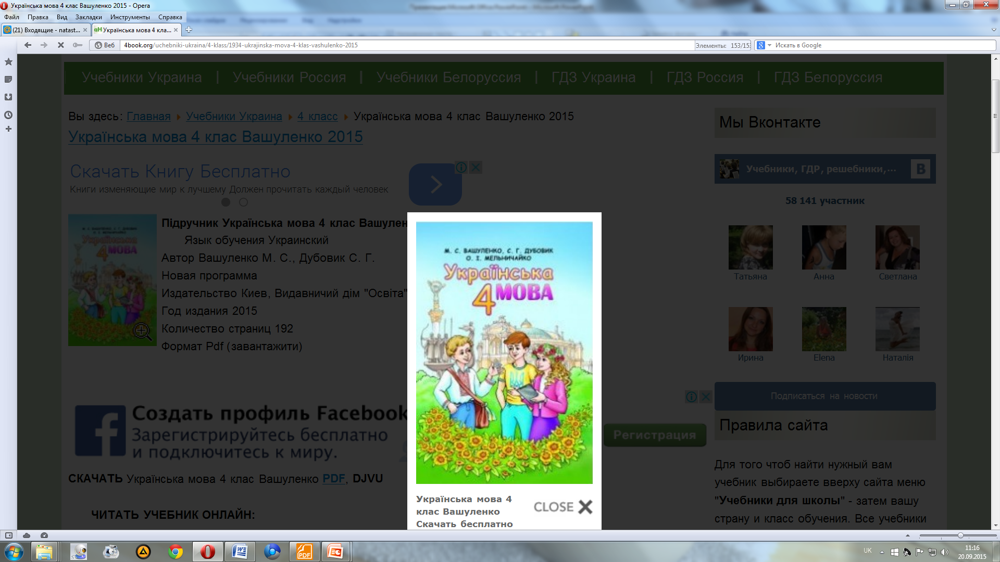 Українська мова 4 клас Вашуленко 2015 - Opera
Файл Правка Вид Закладки Инструменты Справка
(21) Входящие - natast... Українська мова 4 кла...
Веб 4book.org/uchebniki-ukraina/4-klass/1934-ukrajinska-mova-4-klas-vashulenko-2015 Элементы: 153/153 Искать в Google
Учебники Украина | Учебники Россия | Учебники Белоруссия | ГДЗ Украина | ГДЗ Россия | ГДЗ Белоруссия
Вы здесь: Главная Учебники Украина 4 класс Українська мова 4 клас Вашуленко 2015
Українська мова 4 клас Вашуленко 2015
Скачать Книгу Бесплатно
Книги изменяющие мир к лучшему Должен прочитать каждый человек
М. С. ВАШУЛЕНКО, С. Г. ДУБОВИК
О. І. МЕЛЬНИЧАЙКО
Українська
4 МОВА
Підручник Українська мова 4 клас Вашулен
Язык обучения Украинский
Автор Вашуленко М. С., Дубовик С. Г.
Новая программа
Издательство Киев, Видавничий дім "Освіта"
Год издания 2015
Количество страниц 192
Формат Pdf (завантажити)
Создать профиль Facebook
Зарегистрируйтесь бесплатно
и подключитесь к миру.
Регистрация
СКАЧАТЬ Українська мова 4 клас Вашуленко PDF, DJVU
ЧИТАТЬ УЧЕБНИК ОНЛАЙН:
М. С. ВАШУЛЕНКО, С. Г. ДУБОВИК
О. І. МЕЛЬНИЧАЙКО
Українська
4 МОВА
Українська мова 4
клас Вашуленко
Скачать бесплатно
CLOSE
Мы Вконтакте
Учебники, ГДР, решебники,...
B
58 141 участник
Татьяна Анна Светлана
Ирина Elena Наталія
Подписаться на новости
Правила сайта
Для того чтоб найти нужный вам
учебник выбираете вверху сайта меню
"Учебники для школы" - затем вашу
страну и класс обучения. Все учебники
PDF
UK
11:16
20.09.2015